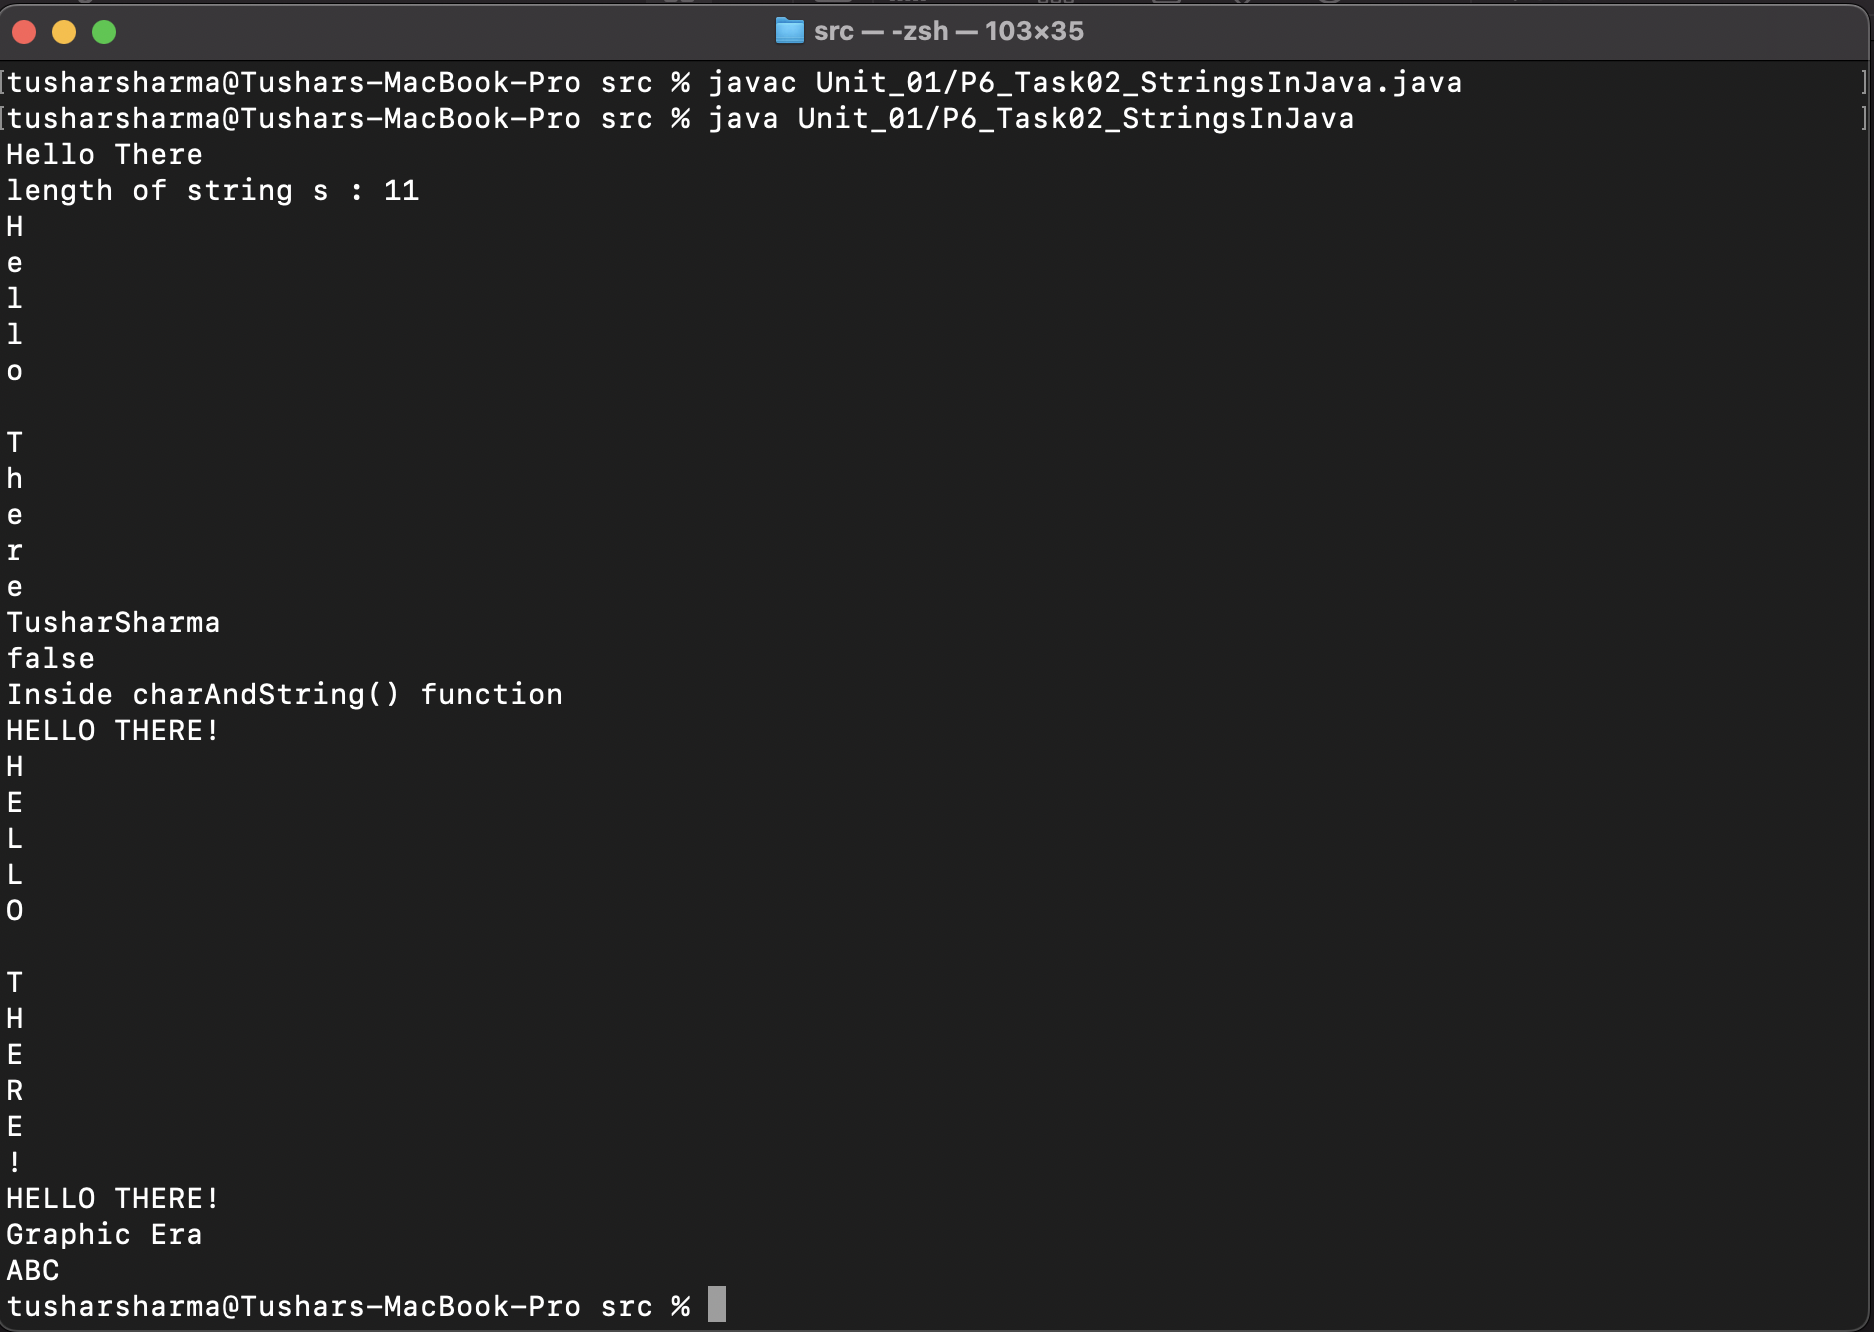 src — -zsh — 103×35
[tusharsharma@Tushars-MacBook-Pro src % javac Unit_01/P6_Task02_StringsInJava.java ]
[tusharsharma@Tushars-MacBook-Pro src % java Unit_01/P6_Task02_StringsInJava ]
Hello There
length of string s : 11
H
e
l
l
o
T
h
e
r
e
TusharSharma
false
Inside charAndString() function
HELLO THERE!
H
E
L
L
O
T
H
E
R
E
!
HELLO THERE!
Graphic Era
ABC
tusharsharma@Tushars-MacBook-Pro src %